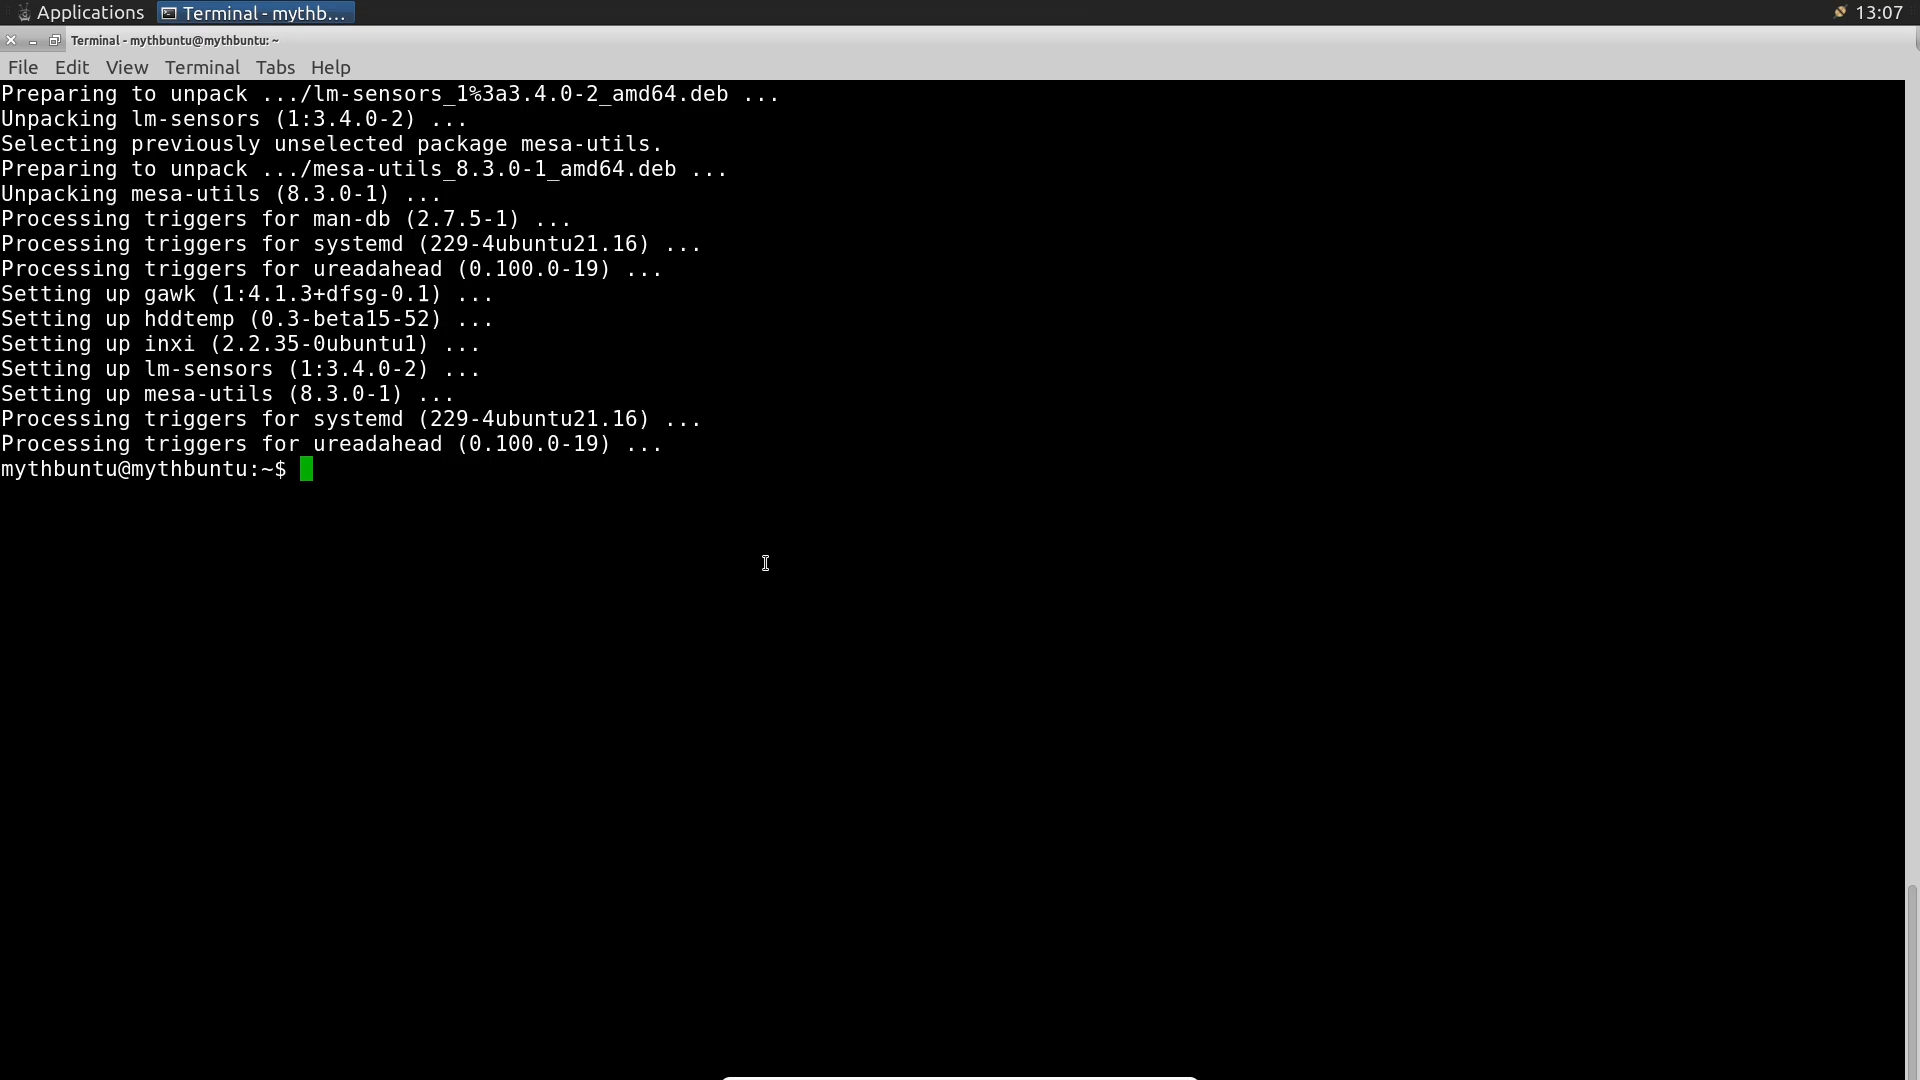 Applications Terminal - mythb... 13:07
Terminal - mythbuntu@mythbuntu: ~
File Edit View Terminal Tabs Help
Preparing to unpack .../lm-sensors_1%3a3.4.0-2_amd64.deb ...
Unpacking lm-sensors (1:3.4.0-2) ...
Selecting previously unselected package mesa-utils.
Preparing to unpack .../mesa-utils_8.3.0-1_amd64.deb ...
Unpacking mesa-utils (8.3.0-1) ...
Processing triggers for man-db (2.7.5-1) ...
Processing triggers for systemd (229-4ubuntu21.16) ...
Processing triggers for ureadahead (0.100.0-19) ...
Setting up gawk (1:4.1.3+dfsg-0.1) ...
Setting up hddtemp (0.3-beta15-52) ...
Setting up inxi (2.2.35-0ubuntu1) ...
Setting up lm-sensors (1:3.4.0-2) ...
Setting up mesa-utils (8.3.0-1) ...
Processing triggers for systemd (229-4ubuntu21.16) ...
Processing triggers for ureadahead (0.100.0-19) ...
mythbuntu@mythbuntu:~$